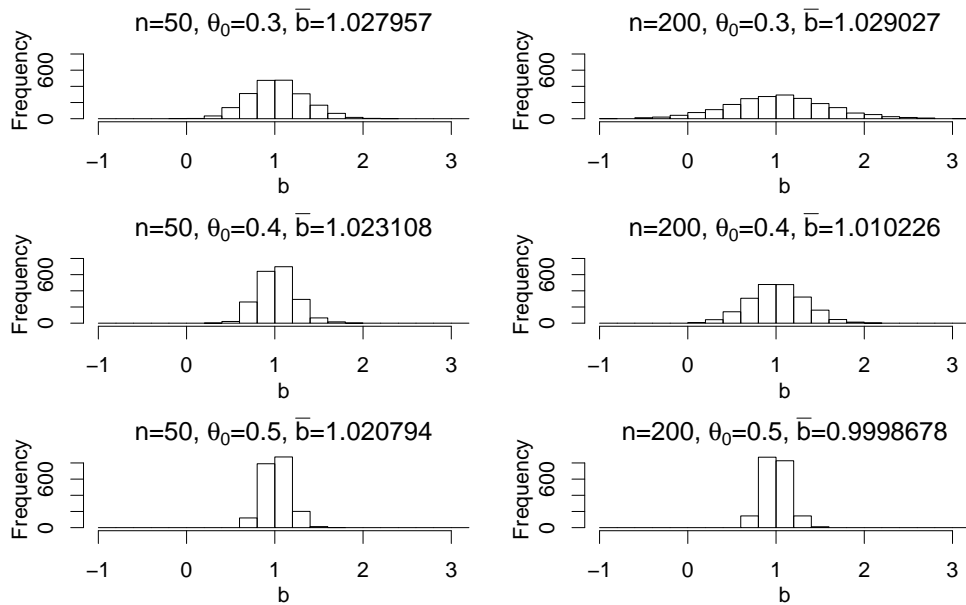 n=50, θ₀=0.3, b̅=1.027957
Frequency
0 600
−1 0 1 2 3
b
n=200, θ₀=0.3, b̅=1.029027
Frequency
0 600
−1 0 1 2 3
b
n=50, θ₀=0.4, b̅=1.023108
Frequency
0 600
−1 0 1 2 3
b
n=200, θ₀=0.4, b̅=1.010226
Frequency
0 600
−1 0 1 2 3
b
n=50, θ₀=0.5, b̅=1.020794
Frequency
0 600
−1 0 1 2 3
b
n=200, θ₀=0.5, b̅=0.9998678
Frequency
0 600
−1 0 1 2 3
b